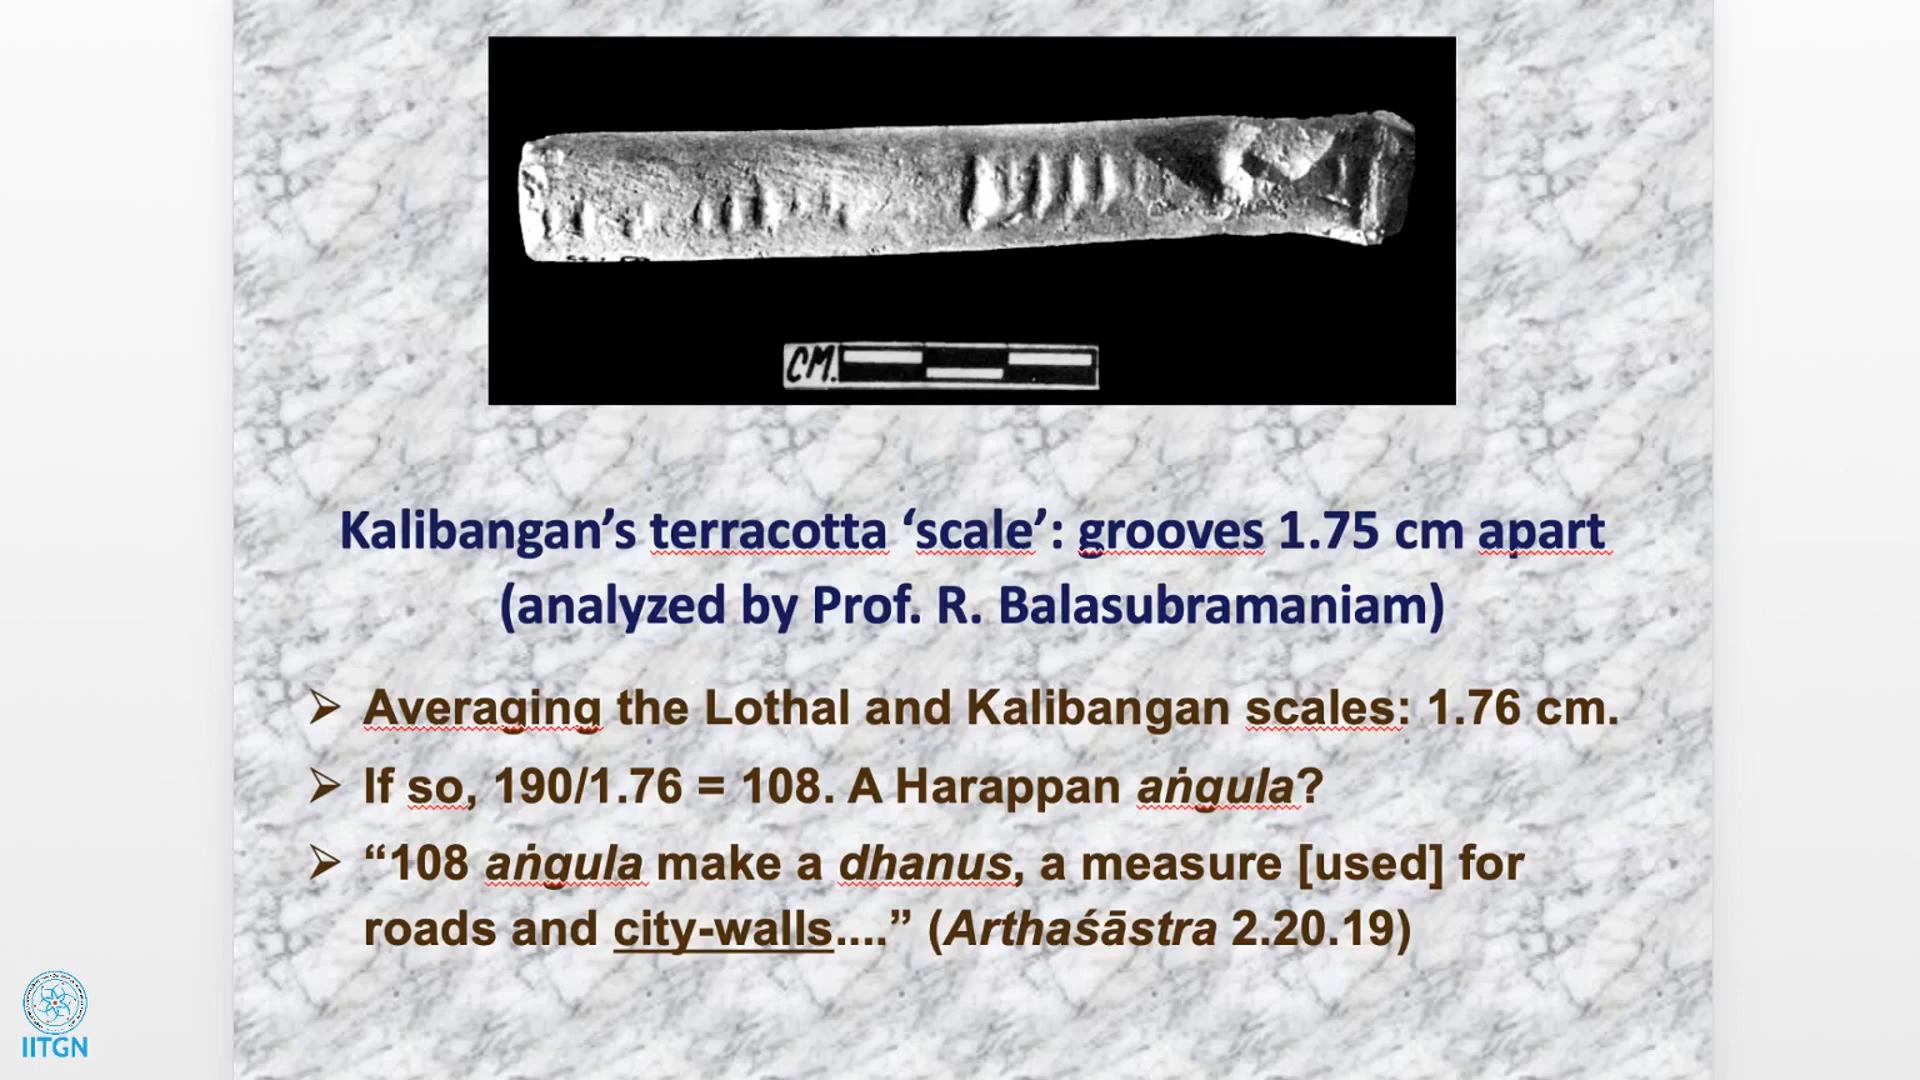 CM.
Kalibangan’s terracotta ‘scale’: grooves 1.75 cm apart
(analyzed by Prof. R. Balasubramaniam)
➢ Averaging the Lothal and Kalibangan scales: 1.76 cm.
➢ If so, 190/1.76 = 108. A Harappan aṅgula?
➢ “108 aṅgula make a dhanus, a measure [used] for
roads and city-walls....” (Arthaśāstra 2.20.19)
IITGN